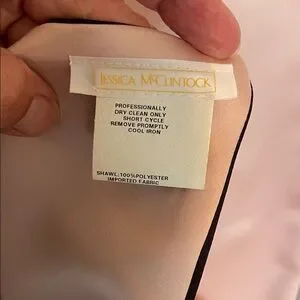 JESSICA MCCLINTOCK
PROFESSIONALLY
DRY CLEAN ONLY
SHORT CYCLE
REMOVE PROMPTLY
COOL IRON
SHAWL: 100% POLYESTER
IMPORTED FABRIC